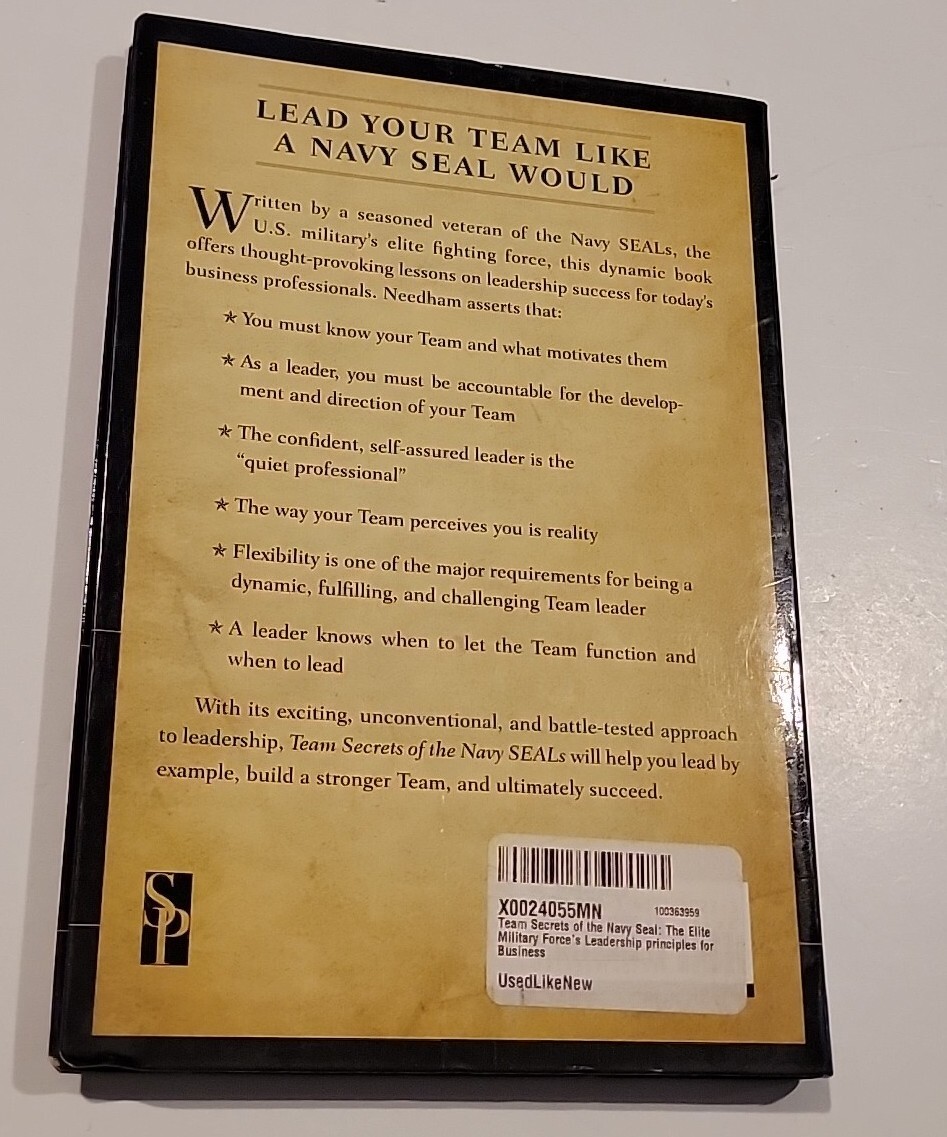 LEAD YOUR TEAM LIKE
A NAVY SEAL WOULD
Written by a seasoned veteran of the Navy SEALs, the
U.S. military's elite fighting force, this dynamic book
offers thought-provoking lessons on leadership success for today's
business professionals. Needham asserts that:
★ You must know your Team and what motivates them
★ As a leader, you must be accountable for the develop-
ment and direction of your Team
★ The confident, self-assured leader is the
“quiet professional”
★ The way your Team perceives you is reality
★ Flexibility is one of the major requirements for being a
dynamic, fulfilling, and challenging Team leader
★ A leader knows when to let the Team function and
when to lead
With its exciting, unconventional, and battle-tested approach
to leadership, Team Secrets of the Navy SEALs will help you lead by
example, build a stronger Team, and ultimately succeed.
SP
X0024055MN 100363959
Team Secrets of the Navy Seal: The Elite
Military Force's Leadership principles for
Business
UsedLikeNew